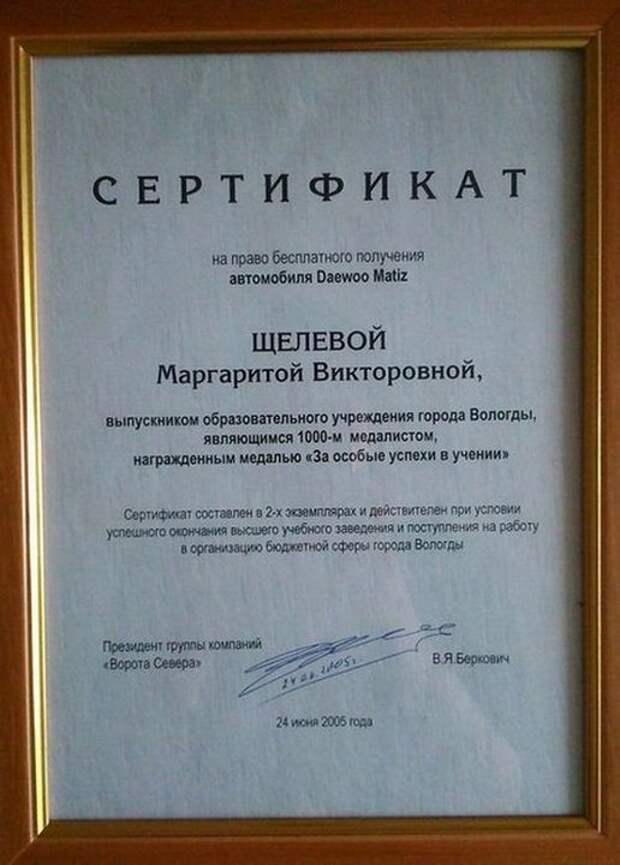 СЕРТИФИКАТ
на право бесплатного получения
автомобиля Daewoo Matiz
ЩЕЛЕВОЙ
Маргаритой Викторовной,
выпускником образовательного учреждения города Вологды,
являющимся 1000-м медалистом,
награжденным медалью «За особые успехи в учении»
Сертификат составлен в 2-х экземплярах и действителен при условии
успешного окончания высшего учебного заведения и поступления на работу
в организацию бюджетной сферы города Вологды
Президент группы компаний
«Ворота Севера»
В.Я.Беркович
24.06.2005г.
24 июня 2005 года